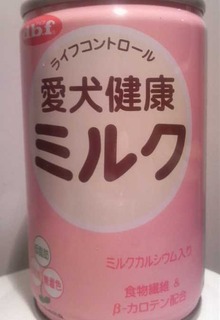 dbf
ライフコントロール
愛犬健康
ミルク
ミルクカルシウム入り
食物繊維 &
β-カロテン配合